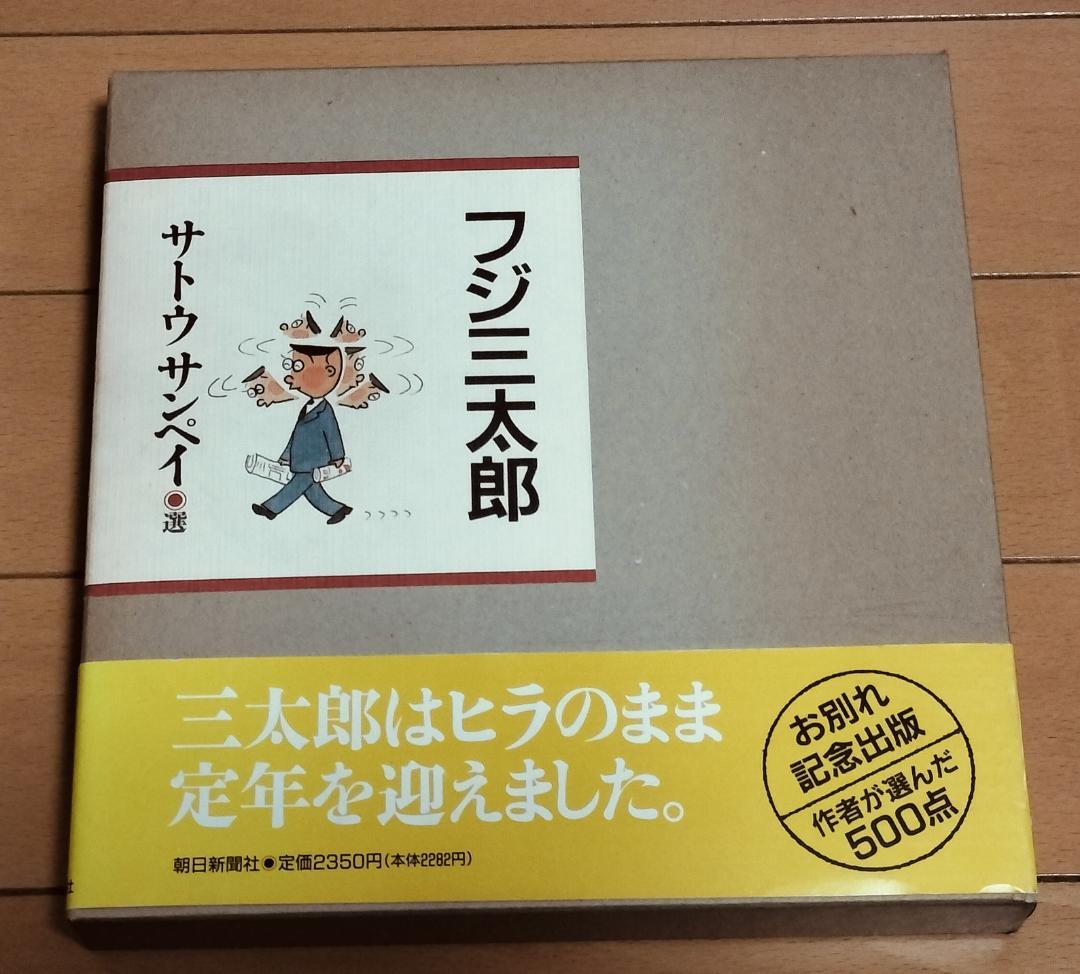 フジ三太郎
サトウ サンペイ◉選
三太郎はヒラのまま
定年を迎えました。
お別れ
記念出版
作者が選んだ
500点
朝日新聞社●定価2350円(本体2282円)
社